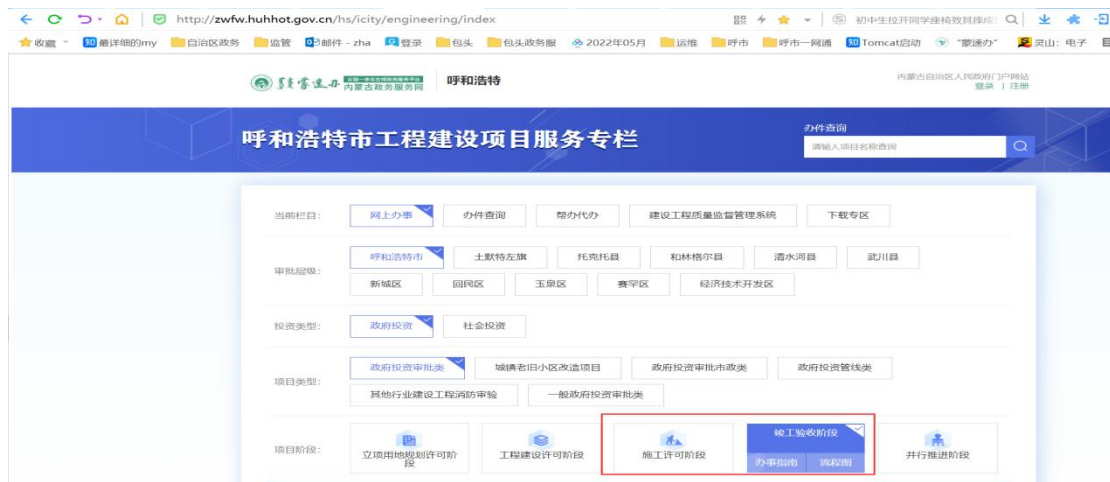 http://zwfw.huhhot.gov.cn/hs/icity/engineering/index
初中生拉开同学座椅致其摔成
收藏 最详细的my 自治区政务 监管 邮件 - zha 登录 包头 包头政务服 2022年05月 运维 呼市 呼市一网通 Tomcat启动 "蒙速办" 灵山: 电子
内蒙古政务服务网 呼和浩特
内蒙古自治区人民政府门户网站
登录 | 注册
呼和浩特市工程建设项目服务专栏
办件查询
请输入项目名称查询
当前栏目: 网上办事 办件查询 帮办代办 建设工程质量监督管理系统 下载专区
审批层级: 呼和浩特市 土默特左旗 托克托县 和林格尔县 清水河县 武川县
新城区 回民区 玉泉区 赛罕区 经济技术开发区
投资类型: 政府投资 社会投资
项目类型: 政府投资审批类 城镇老旧小区改造项目 政府投资审批市政类 政府投资管线类
其他行业建设工程消防审验 一般政府投资审批类
项目阶段: 立项用地规划许可阶段 工程建设许可阶段 施工许可阶段 竣工验收阶段 并行推进阶段
办事指南 流程图